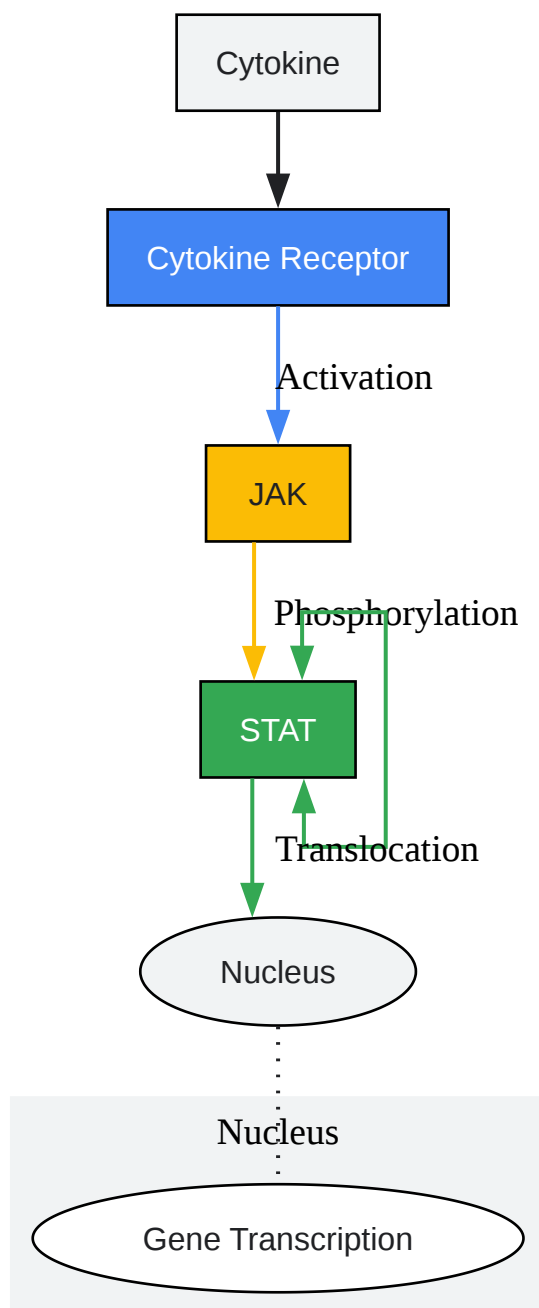 Cytokine
Cytokine Receptor
Activation
JAK
Phosphorylation
STAT
Translocation
Nucleus
Nucleus
Gene Transcription